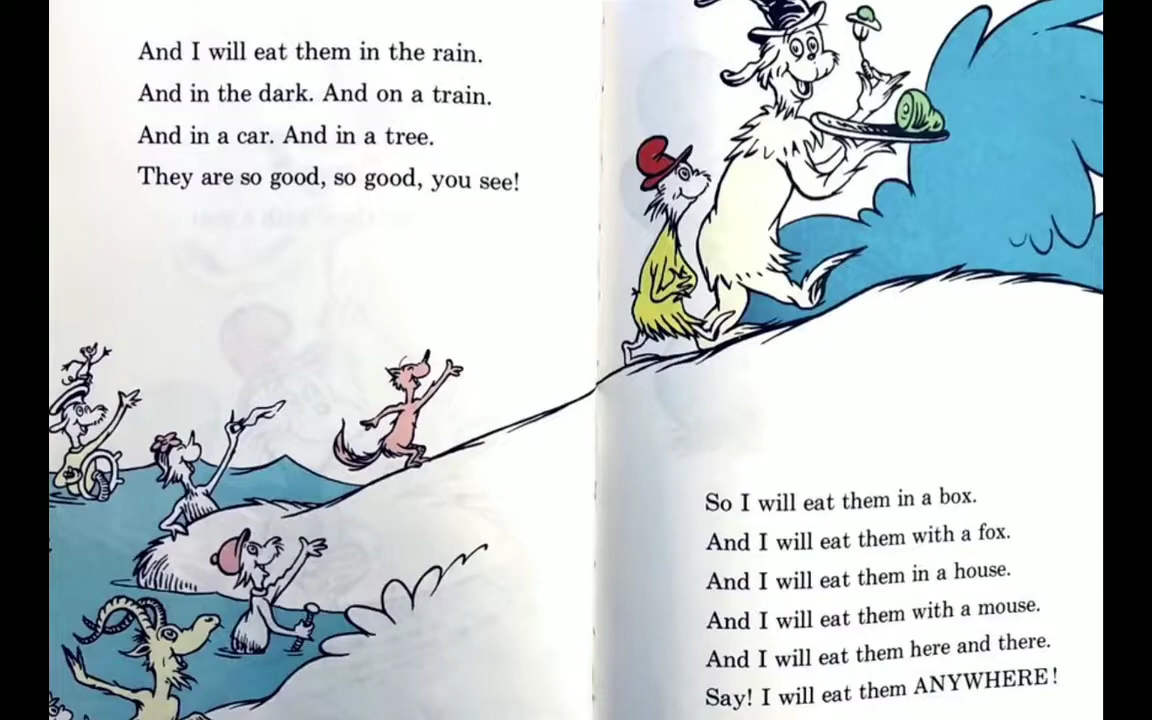 And I will eat them in the rain.
And in the dark. And on a train.
And in a car. And in a tree.
They are so good, so good, you see!
So I will eat them in a box.
And I will eat them with a fox.
And I will eat them in a house.
And I will eat them with a mouse.
And I will eat them here and there.
Say! I will eat them ANYWHERE!